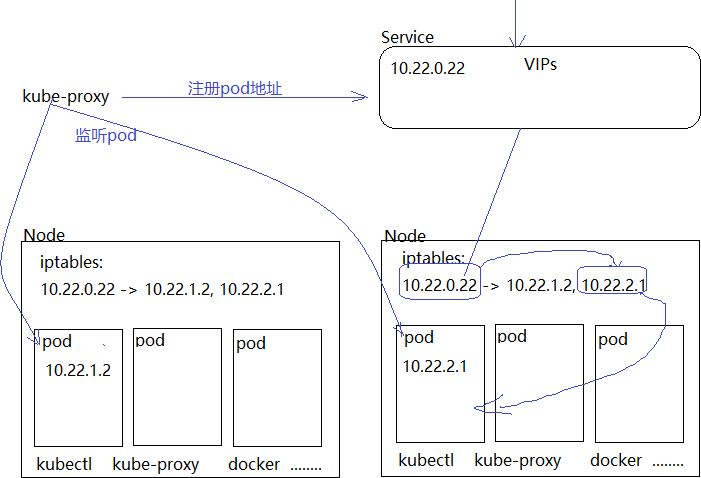 Service
10.22.0.22
VIPs
kube-proxy
注册pod地址
监听pod
Node
iptables:
10.22.0.22 -> 10.22.1.2, 10.22.2.1
pod
10.22.1.2
pod
pod
kubectl kube-proxy docker ........
Node
iptables:
10.22.0.22 -> 10.22.1.2, 10.22.2.1
pod
10.22.2.1
pod
pod
kubectl kube-proxy docker ........